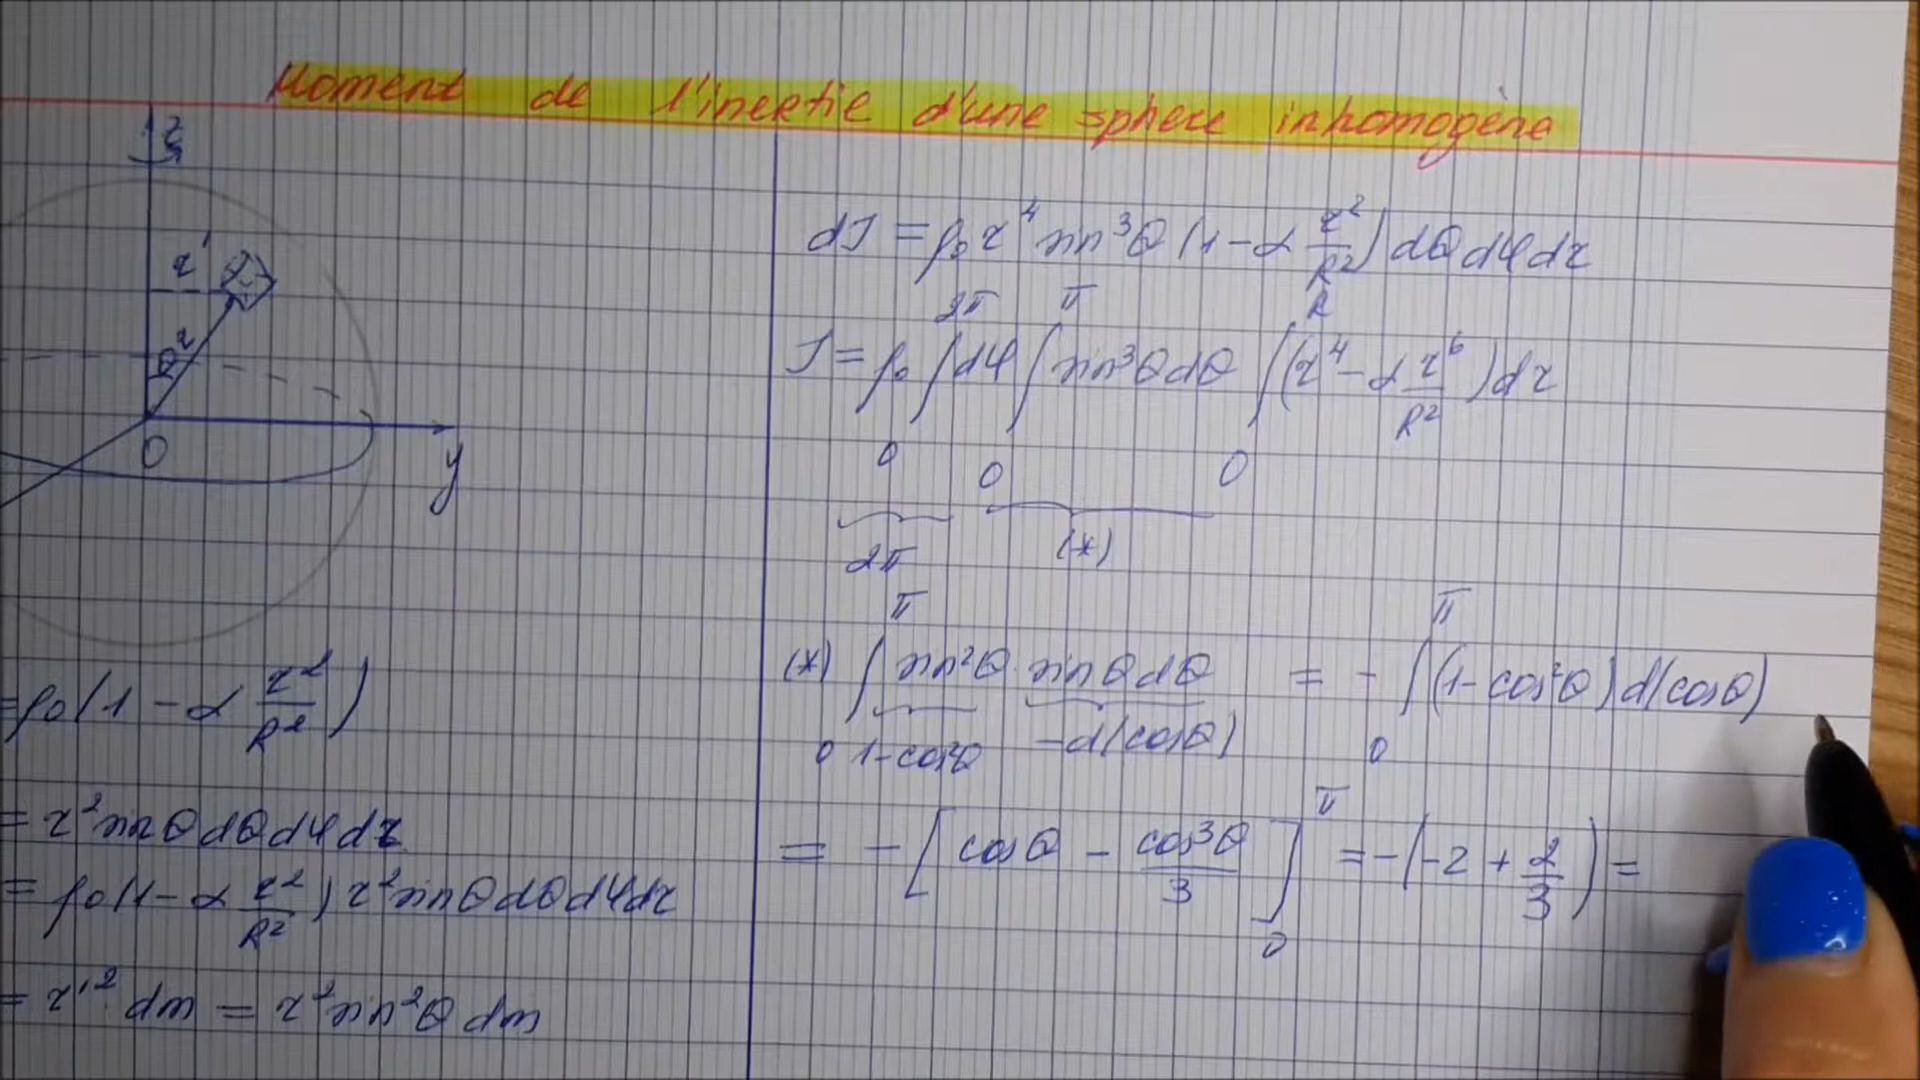 Moment de l'inertie d'une sphere inhomogène
z
r'
θ
r
O
y
=ρ₀(1 - α r²/R²)
= r² sinθ dθ dφ dr
= ρ₀(1 - α r²/R²) r² sinθ dθ dφ dr
= r'² dm = r² sin²θ dm
dJ = ρ₀ r⁴ sin³θ (1 - α r²/R²) dθ dφ dr
J = ρ₀ ∫₀^2π dφ ∫₀^π sin³θ dθ ∫₀^R (r⁴ - α r⁶/R²) dr
2π (*)
(*) ∫₀^π sin²θ · sinθ dθ = - ∫₀^π (1 - cos²θ) d(cosθ)
1 - cos²θ -d(cosθ)
= - [cosθ - cos³θ/3]₀^π = - (-2 + 2/3) =